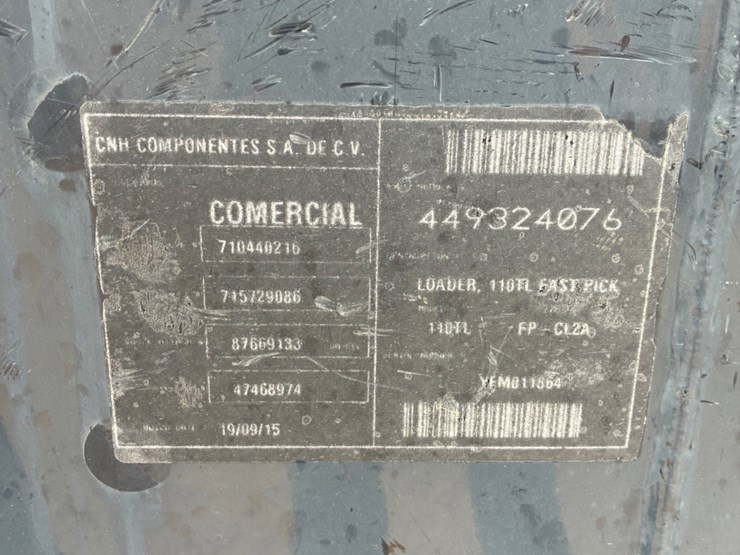 CNH COMPONENTES S.A. DE C.V.
COMERCIAL
710440216
715729086
87669133
47468974
19/09/15
449324076
LOADER, 110TL FAST PICK
110TL FP - CL2A
YFM011864